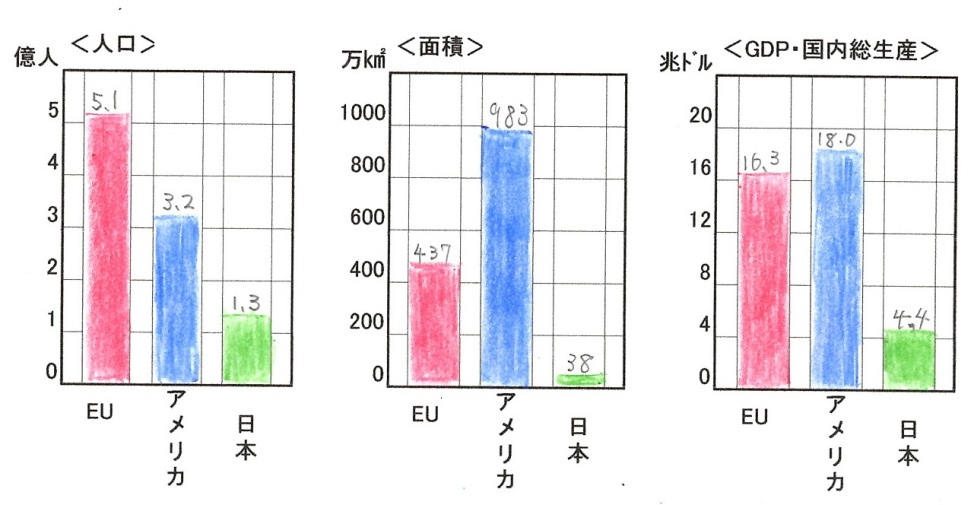 <人口>
億人
5
4
3
2
1
0
5.1
3.2
1.3
EU
アメリカ
日本
<面積>
万km²
1000
800
600
400
200
0
437
983
38
EU
アメリカ
日本
<GDP・国内総生産>
兆ドル
20
16
12
8
4
0
16.3
18.0
4.4
EU
アメリカ
日本